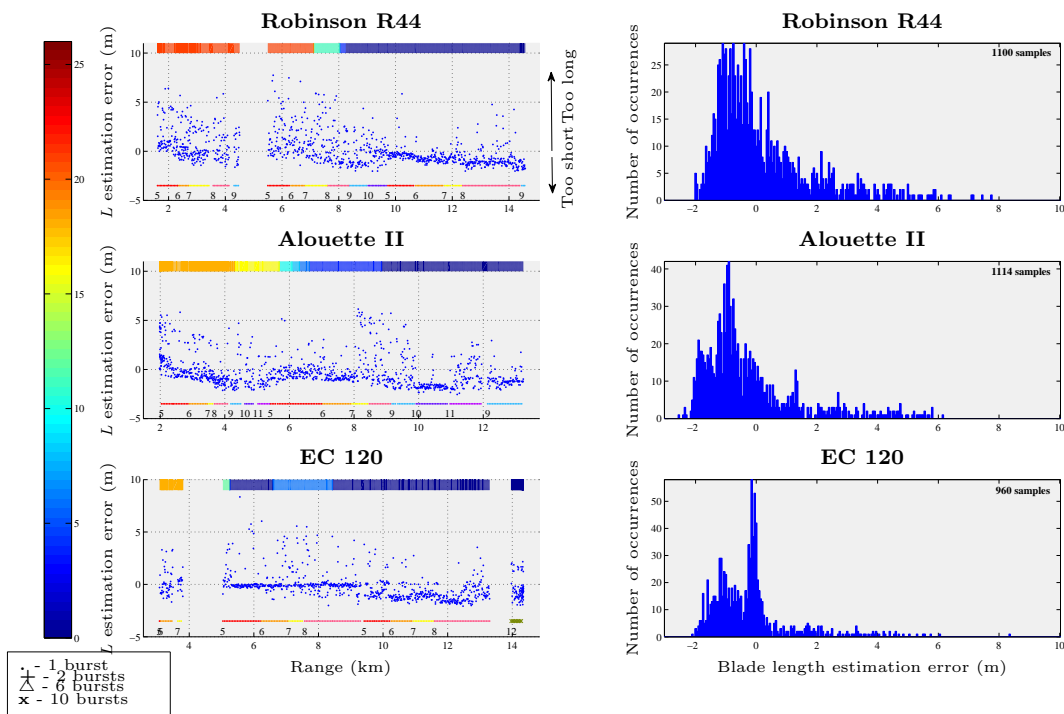 Robinson R44
L estimation error (m)
10
5
0
−5
5 6 7 8 9 5 6 7 8 9 10 5 6 7 8 9
2 4 6 8 10 12 14
Too short Too long
Robinson R44
1100 samples
Number of occurrences
25
20
15
10
5
0
−2 0 2 4 6 8 10
25
20
15
10
5
0
Alouette II
L estimation error (m)
10
5
0
−5
5 6 7 8 9 10 11 5 6 7 8 9 10 11 9
2 4 6 8 10 12
Alouette II
1114 samples
Number of occurrences
40
30
20
10
0
−2 0 2 4 6 8 10
EC 120
L estimation error (m)
10
5
0
−5
5 6 7 5 6 7 8 5 6 7 8 12
4 6 8 10 12 14
Range (km)
EC 120
960 samples
Number of occurrences
50
40
30
20
10
0
−2 0 2 4 6 8 10
Blade length estimation error (m)
. - 1 burst
+ - 2 bursts
△ - 6 bursts
x - 10 bursts